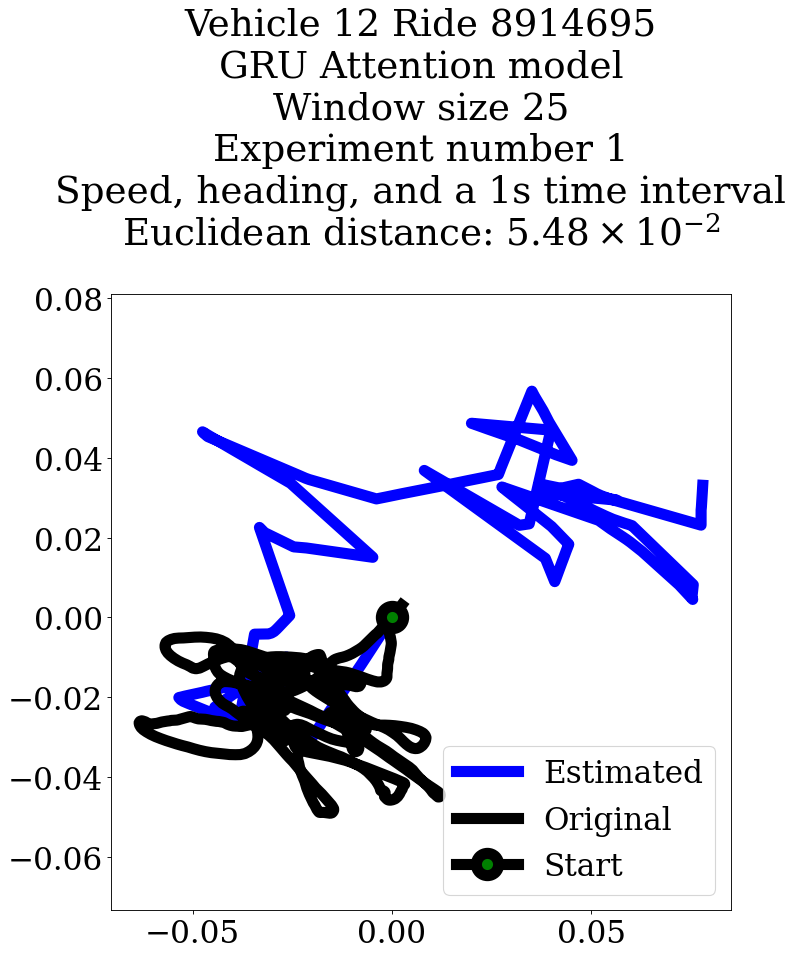 Vehicle 12 Ride 8914695
GRU Attention model
Window size 25
Experiment number 1
Speed, heading, and a 1s time interval
Euclidean distance: 5.48 × 10⁻²
0.08
0.06
0.04
0.02
0.00
−0.02
−0.04
−0.06
Estimated
Original
Start
−0.05
0.00
0.05